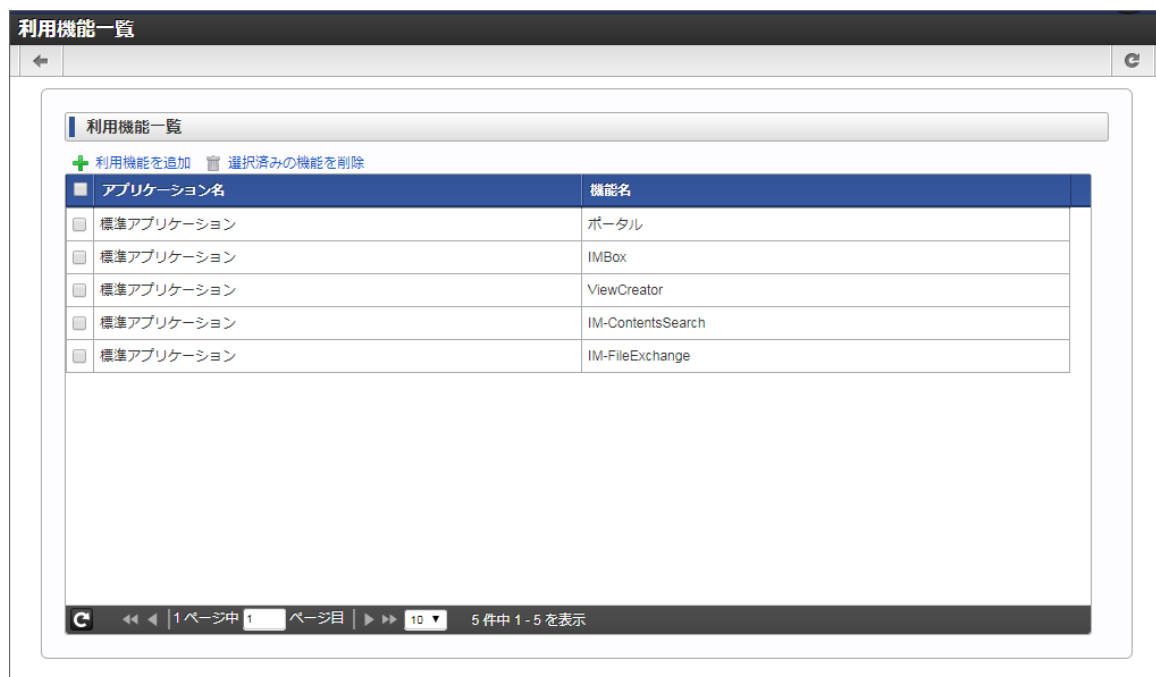 利用機能一覧
利用機能一覧
利用機能を追加 選択済みの機能を削除
アプリケーション名 機能名
標準アプリケーション ポータル
標準アプリケーション IMBox
標準アプリケーション ViewCreator
標準アプリケーション IM-ContentsSearch
標準アプリケーション IM-FileExchange
1 ページ中 1 ページ目 10 5 件中 1 - 5 を表示